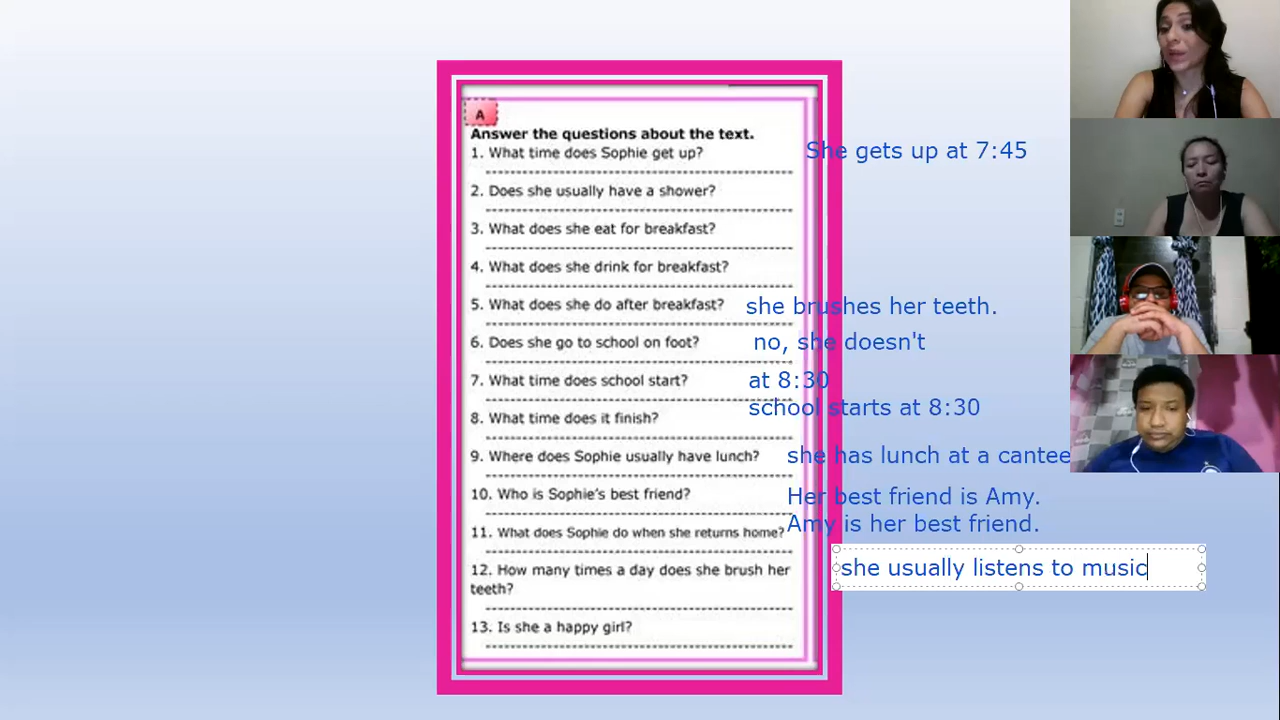 A
Answer the questions about the text.
1. What time does Sophie get up?
She gets up at 7:45
2. Does she usually have a shower?
3. What does she eat for breakfast?
4. What does she drink for breakfast?
5. What does she do after breakfast?
she brushes her teeth.
6. Does she go to school on foot?
no, she doesn't
7. What time does school start?
at 8:30
school starts at 8:30
8. What time does it finish?
9. Where does Sophie usually have lunch?
she has lunch at a cantee
10. Who is Sophie's best friend?
Her best friend is Amy.
Amy is her best friend.
11. What does Sophie do when she returns home?
she usually listens to music
12. How many times a day does she brush her
teeth?
13. Is she a happy girl?